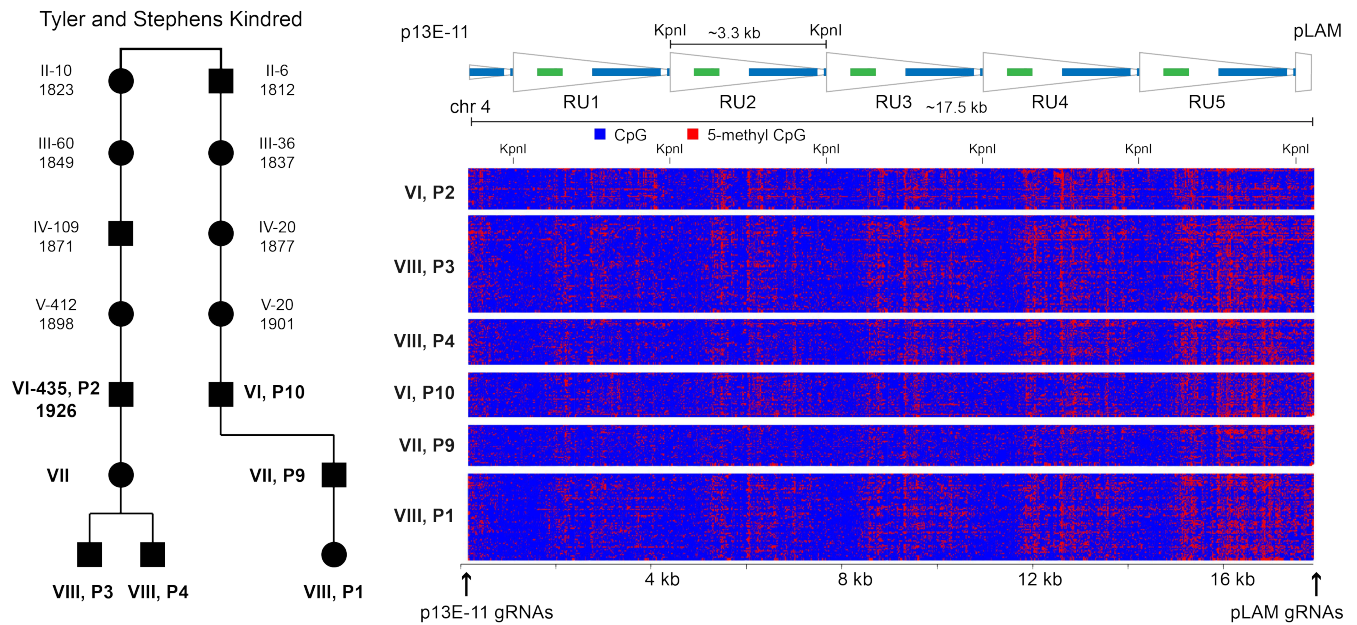 Tyler and Stephens Kindred
II-10
1823
II-6
1812
III-60
1849
III-36
1837
IV-109
1871
IV-20
1877
V-412
1898
V-20
1901
VI-435, P2
1926
VI, P10
VII
VII, P9
VIII, P3
VIII, P4
VIII, P1
p13E-11
KpnI
~3.3 kb
KpnI
pLAM
RU1
RU2
RU3
RU4
RU5
chr 4
~17.5 kb
CpG
5-methyl CpG
KpnI
KpnI
KpnI
KpnI
KpnI
KpnI
VI, P2
VIII, P3
VIII, P4
VI, P10
VII, P9
VIII, P1
4 kb
8 kb
12 kb
16 kb
p13E-11 gRNAs
pLAM gRNAs